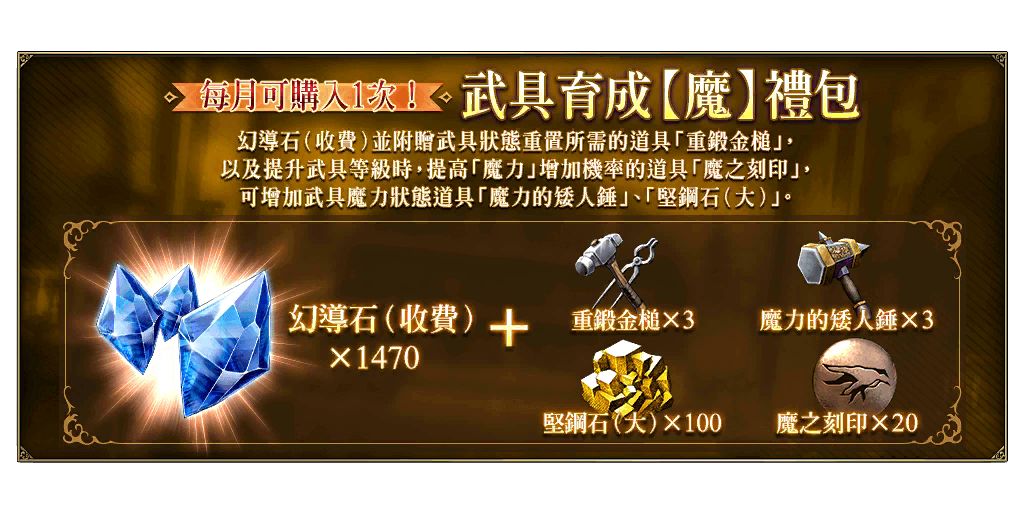 每月可購入1次！
武具育成【魔】禮包
幻導石（收費）並附贈武具狀態重置所需的道具「重鍛金槌」，
以及提升武具等級時，提高「魔力」增加機率的道具「魔之刻印」，
可增加武具魔力狀態道具「魔力的矮人錘」、「堅鋼石（大）」。
幻導石（收費）
×1470
+
重鍛金槌×3
魔力的矮人錘×3
堅鋼石（大）×100
魔之刻印×20